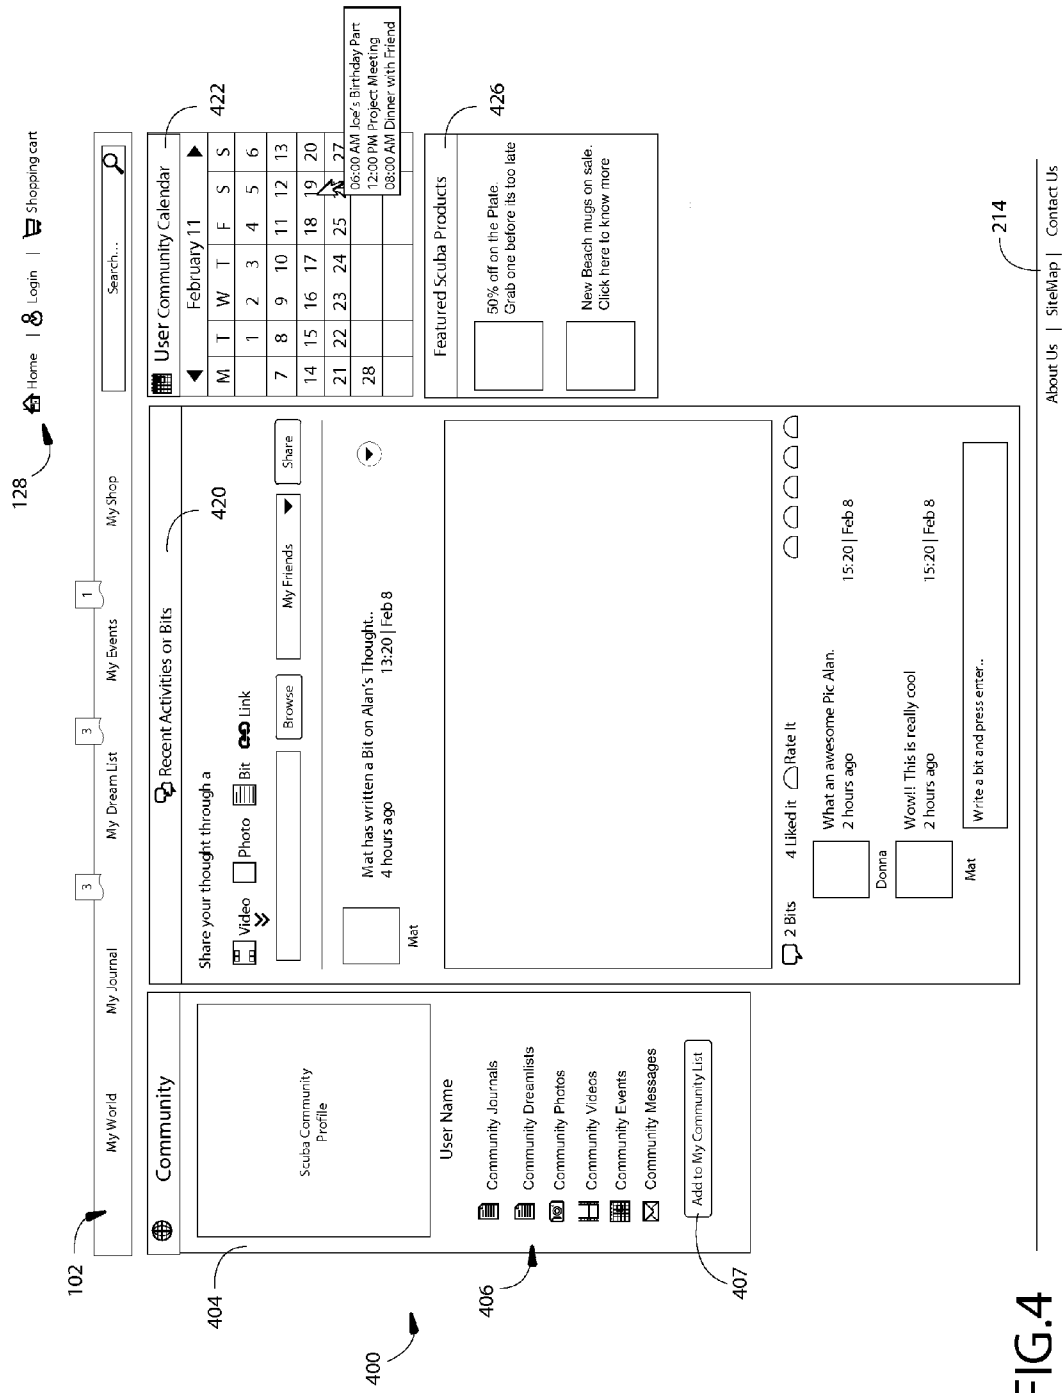 128
Home | Login | Shopping cart
102
My World
My Journal
3
My Dream List
3
My Events
1
My Shop
Search...
Community
404
Scuba Community
Profile
User Name
406
Community Journals
Community Dreamlists
Community Photos
Community Videos
Community Events
Community Messages
Add to My Community List
407
400
Recent Activities or Bits
420
Share your thought through a
Video Photo Bit Link
Browse
My Friends
Share
Mat has written a Bit on Alan's Thought..
4 hours ago 13:20 | Feb 8
Mat
2 Bits 4 Liked it Rate It
What an awesome Pic Alan.
2 hours ago 15:20 | Feb 8
Donna
Wow!! This is really cool
2 hours ago 15:20 | Feb 8
Mat
Write a bit and press enter..
User Community Calendar
422
February 11
M T W T F S S
1 2 3 4 5 6
7 8 9 10 11 12 13
14 15 16 17 18 19 20
21 22 23 24 25 27
28
06:00 AM Joe's Birthday Part
12:00 PM Project Meeting
08:00 AM Dinner with Friend
Featured Scuba Products
426
50% off on the Plate.
Grab one before its too late
New Beach mugs on sale.
Click here to know more
214
About Us | SiteMap | Contact Us
FIG.4